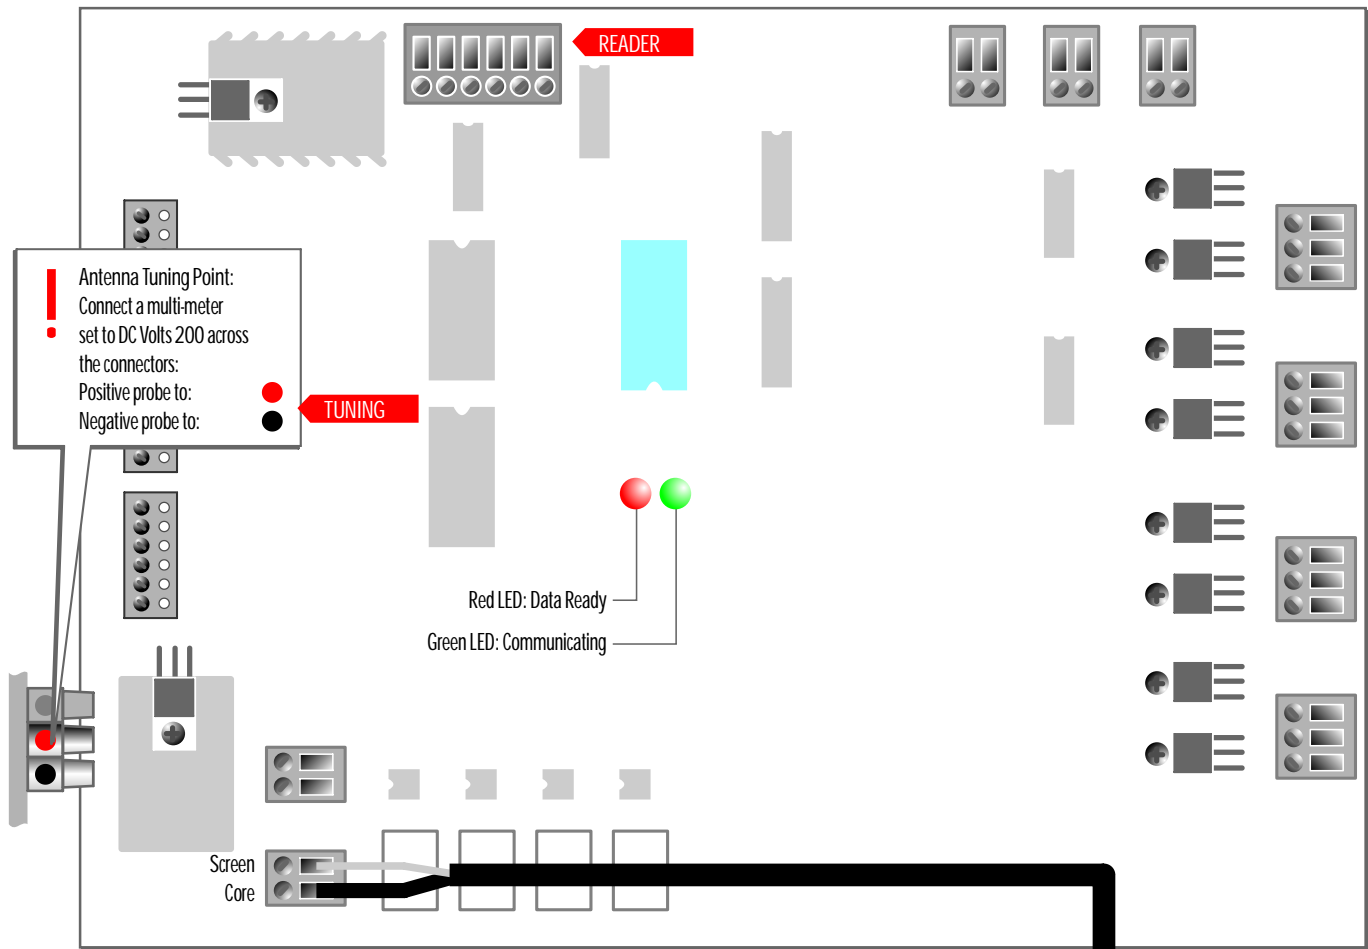 READER
Antenna Tuning Point:
Connect a multi-meter
set to DC Volts 200 across
the connectors:
Positive probe to:
Negative probe to:
TUNING
Red LED: Data Ready
Green LED: Communicating
Screen
Core